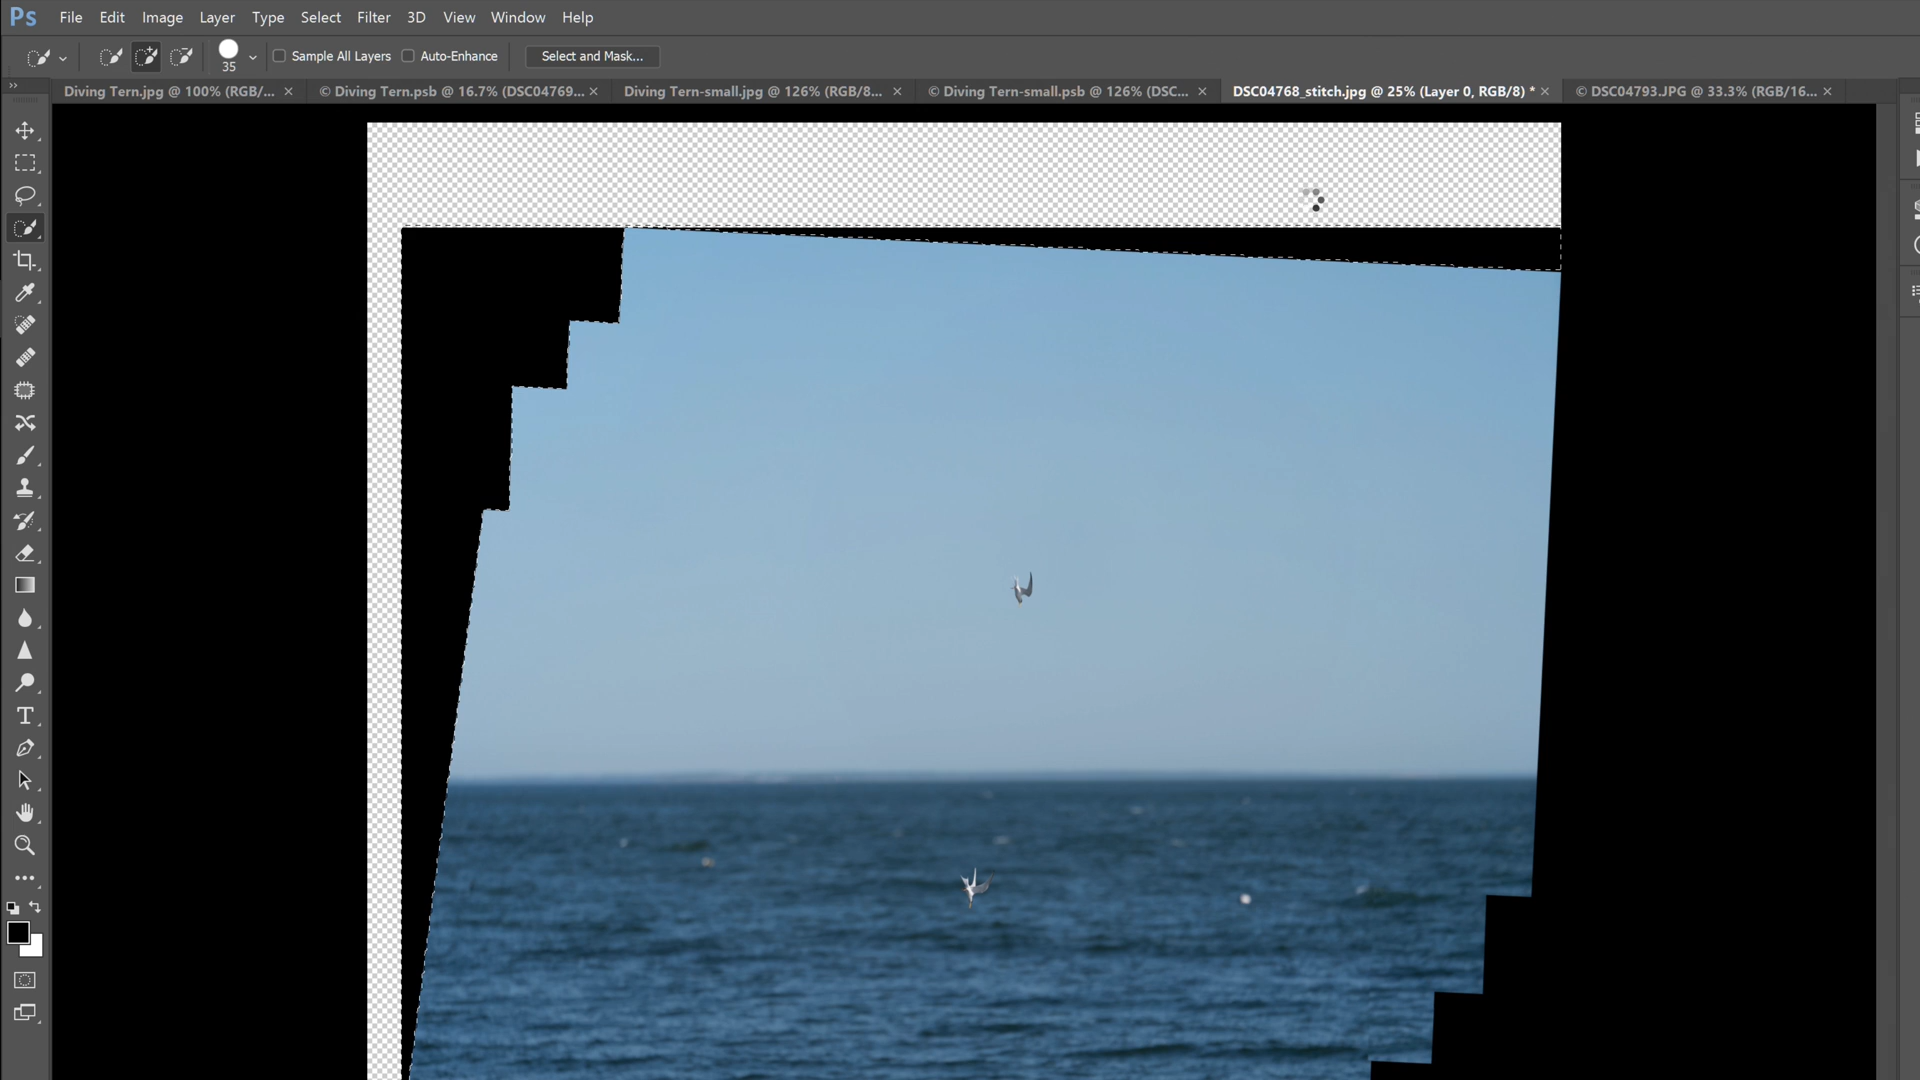 Ps File Edit Image Layer Type Select Filter 3D View Window Help
35 Sample All Layers Auto-Enhance Select and Mask...
Diving Tern.jpg @ 100% (RGB/... × © Diving Tern.psb @ 16.7% (DSC04769... × Diving Tern-small.jpg @ 126% (RGB/8... × © Diving Tern-small.psb @ 126% (DSC... × DSC04768_stitch.jpg @ 25% (Layer 0, RGB/8) * × © DSC04793.JPG @ 33.3% (RGB/16... ×